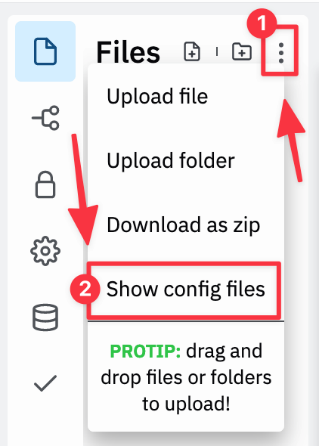 Files
1
Upload file
Upload folder
Download as zip
2 Show config files
PROTIP: drag and
drop files or folders
to upload!